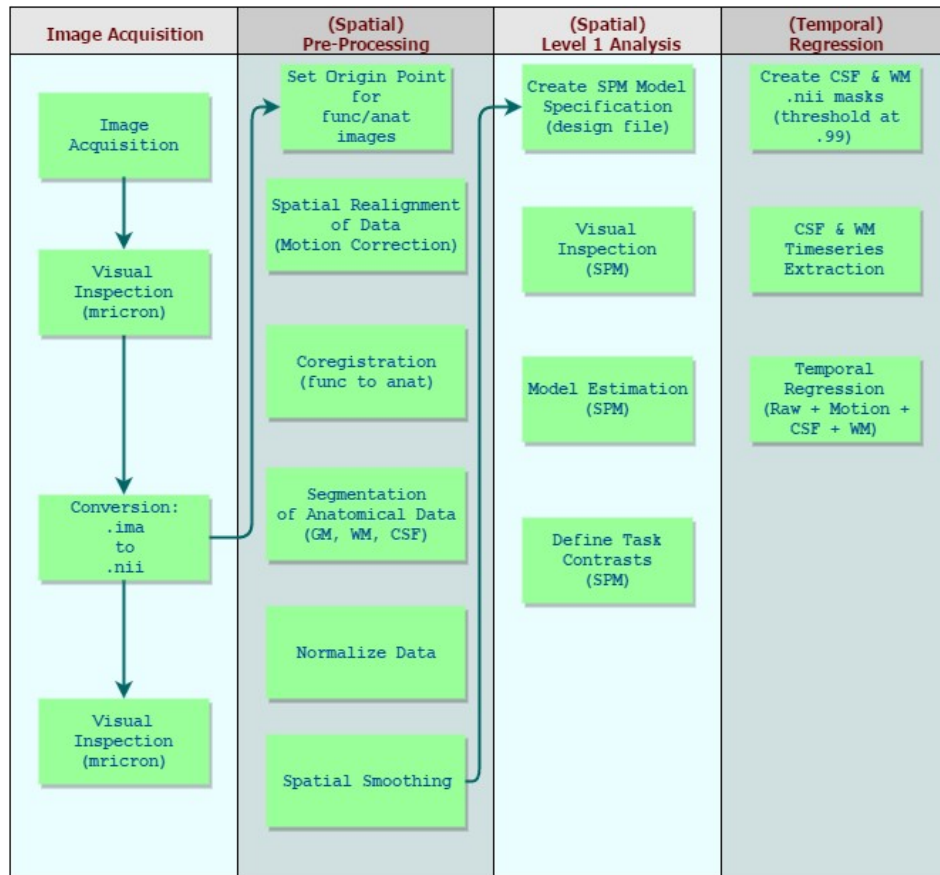 Image Acquisition
(Spatial)
Pre-Processing
(Spatial)
Level 1 Analysis
(Temporal)
Regression
Image
Acquisition
Visual
Inspection
(mricron)
Conversion:
.ima
to
.nii
Visual
Inspection
(mricron)
Set Origin Point
for
func/anat
images
Spatial Realignment
of Data
(Motion Correction)
Coregistration
(func to anat)
Segmentation
of Anatomical Data
(GM, WM, CSF)
Normalize Data
Spatial Smoothing
Create SPM Model
Specification
(design file)
Visual
Inspection
(SPM)
Model Estimation
(SPM)
Define Task
Contrasts
(SPM)
Create CSF & WM
.nii masks
(threshold at
.99)
CSF & WM
Timeseries
Extraction
Temporal
Regression
(Raw + Motion +
CSF + WM)